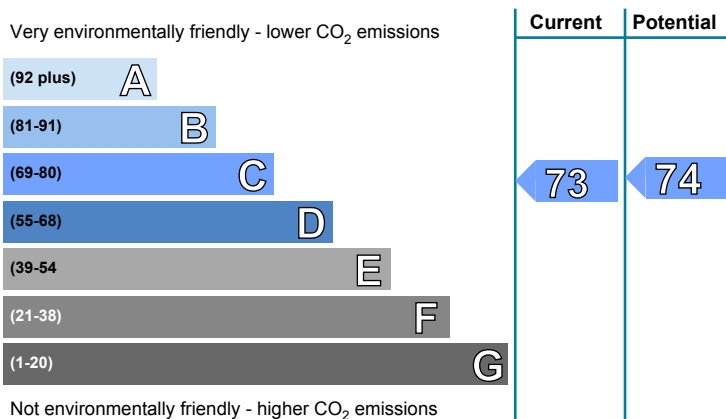 Current Potential
Very environmentally friendly - lower CO2 emissions
(92 plus) A
(81-91) B
(69-80) C
73 74
(55-68) D
(39-54 E
(21-38) F
(1-20) G
Not environmentally friendly - higher CO2 emissions